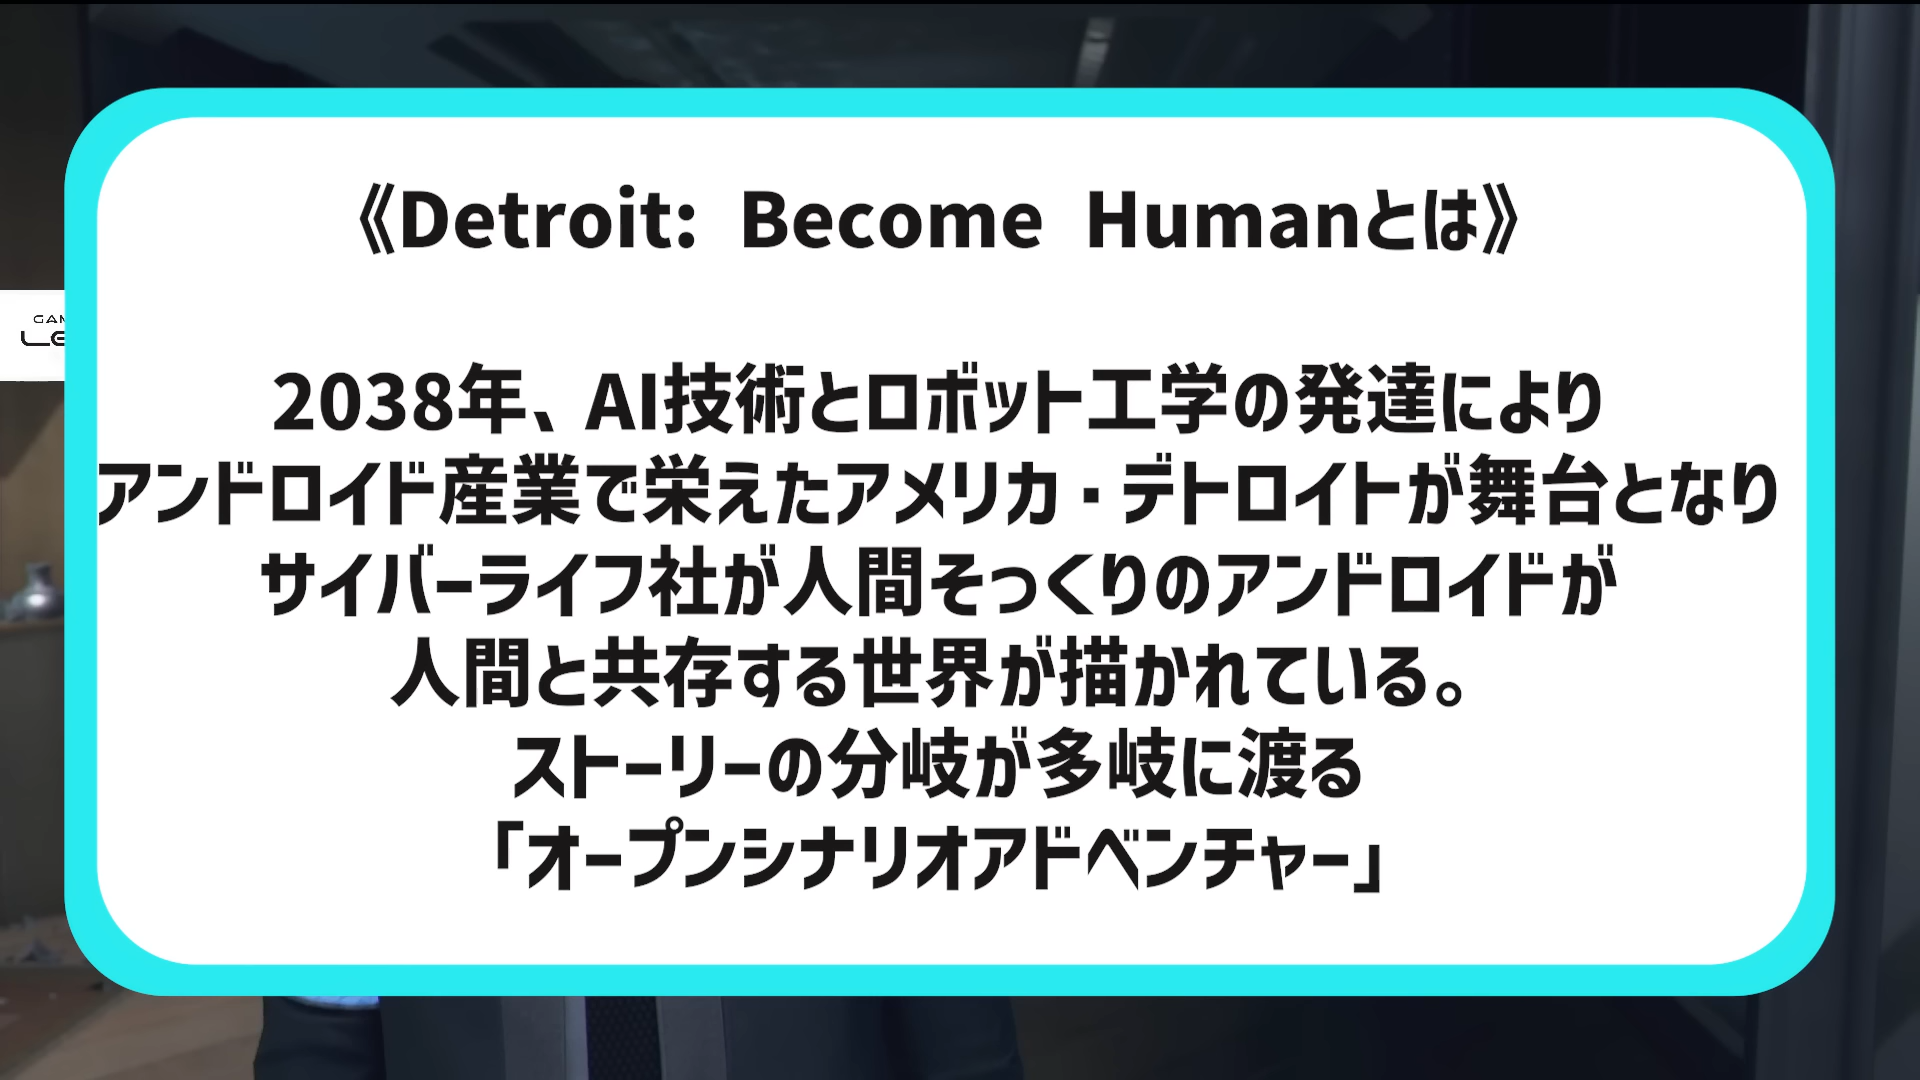 《Detroit: Become Humanとは》
2038年、AI技術とロボット工学の発達により
アンドロイド産業で栄えたアメリカ・デトロイトが舞台となり
サイバーライフ社が人間そっくりのアンドロイドが
人間と共存する世界が描かれている。
ストーリーの分岐が多岐に渡る
「オープンシナリオアドベンチャー」